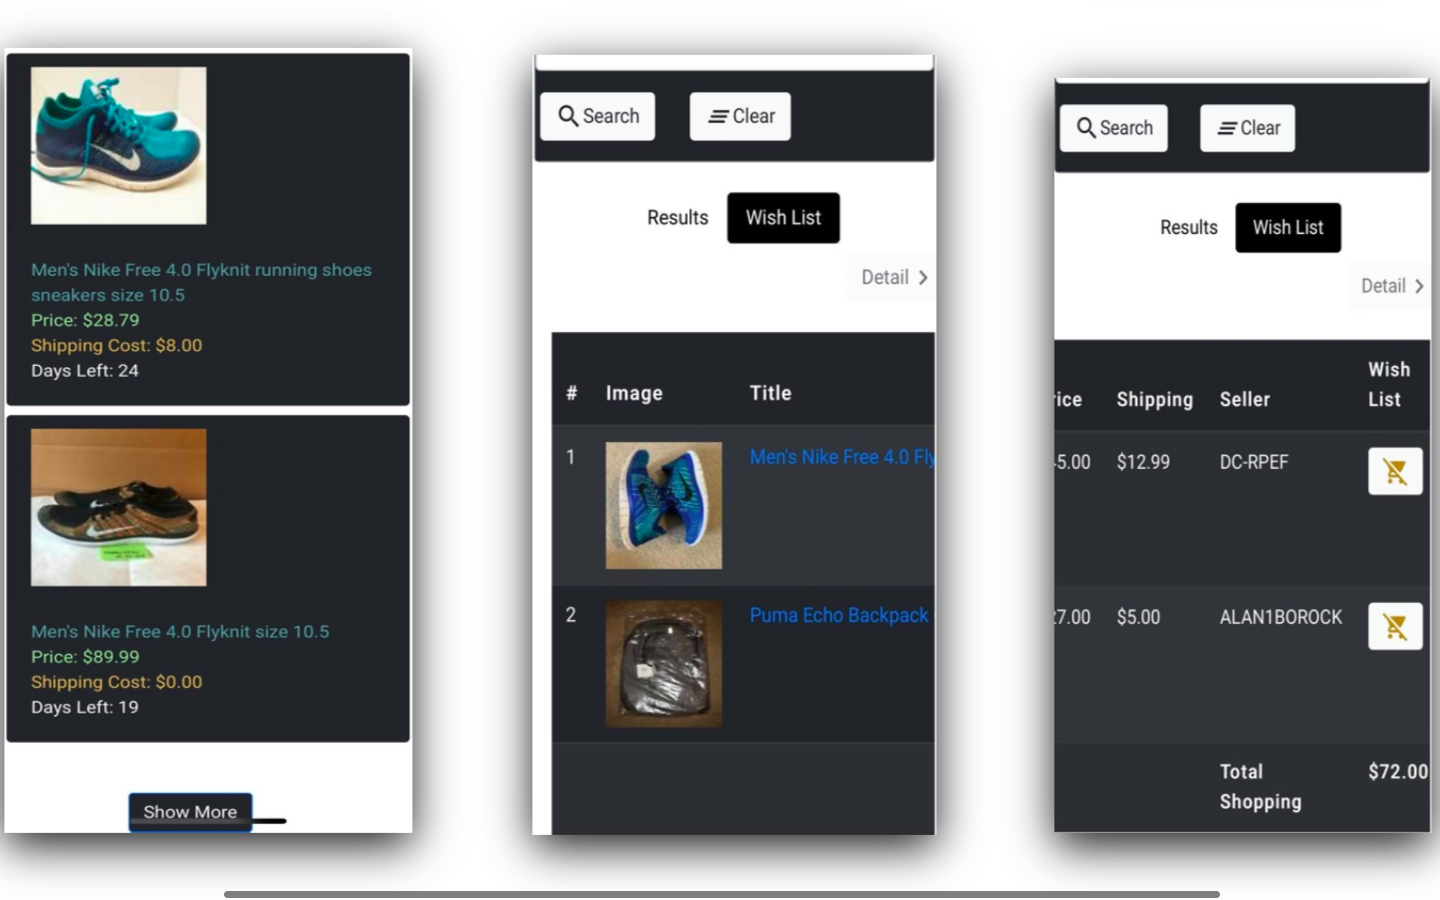 Men's Nike Free 4.0 Flyknit running shoes
sneakers size 10.5
Price: $28.79
Shipping Cost: $8.00
Days Left: 24
Men's Nike Free 4.0 Flyknit size 10.5
Price: $89.99
Shipping Cost: $0.00
Days Left: 19
Show More
Search
Clear
Results
Wish List
Detail
# Image Title
1 Men's Nike Free 4.0 Fly
2 Puma Echo Backpack
Search
Clear
Results
Wish List
Detail
Wish
rice Shipping Seller List
5.00 $12.99 DC-RPEF
7.00 $5.00 ALAN1BOROCK
Total $72.00
Shopping